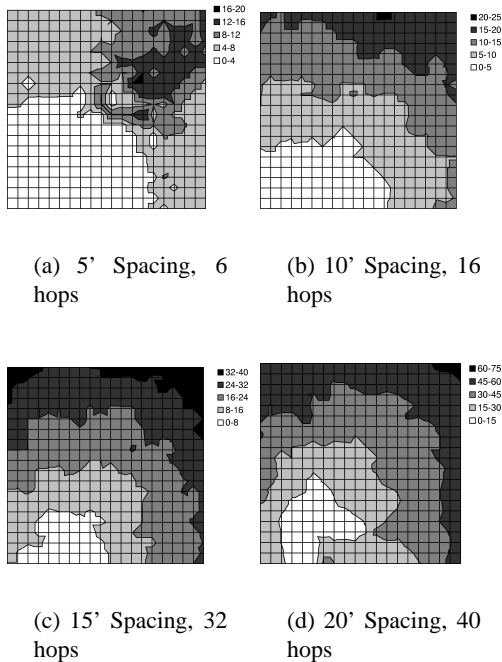 16-20
12-16
8-12
4-8
0-4
20-25
15-20
10-15
5-10
0-5
(a) 5' Spacing, 6
hops
(b) 10' Spacing, 16
hops
32-40
24-32
16-24
8-16
0-8
60-75
45-60
30-45
15-30
0-15
(c) 15' Spacing, 32
hops
(d) 20' Spacing, 40
hops